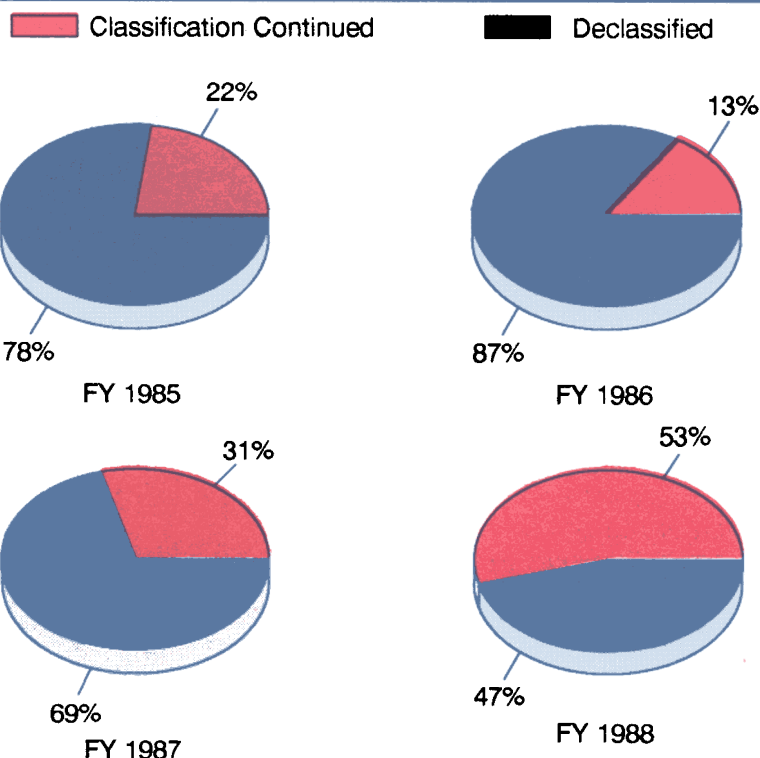 Classification Continued
Declassified
22%
13%
78%
87%
FY 1985
FY 1986
31%
53%
69%
47%
FY 1987
FY 1988